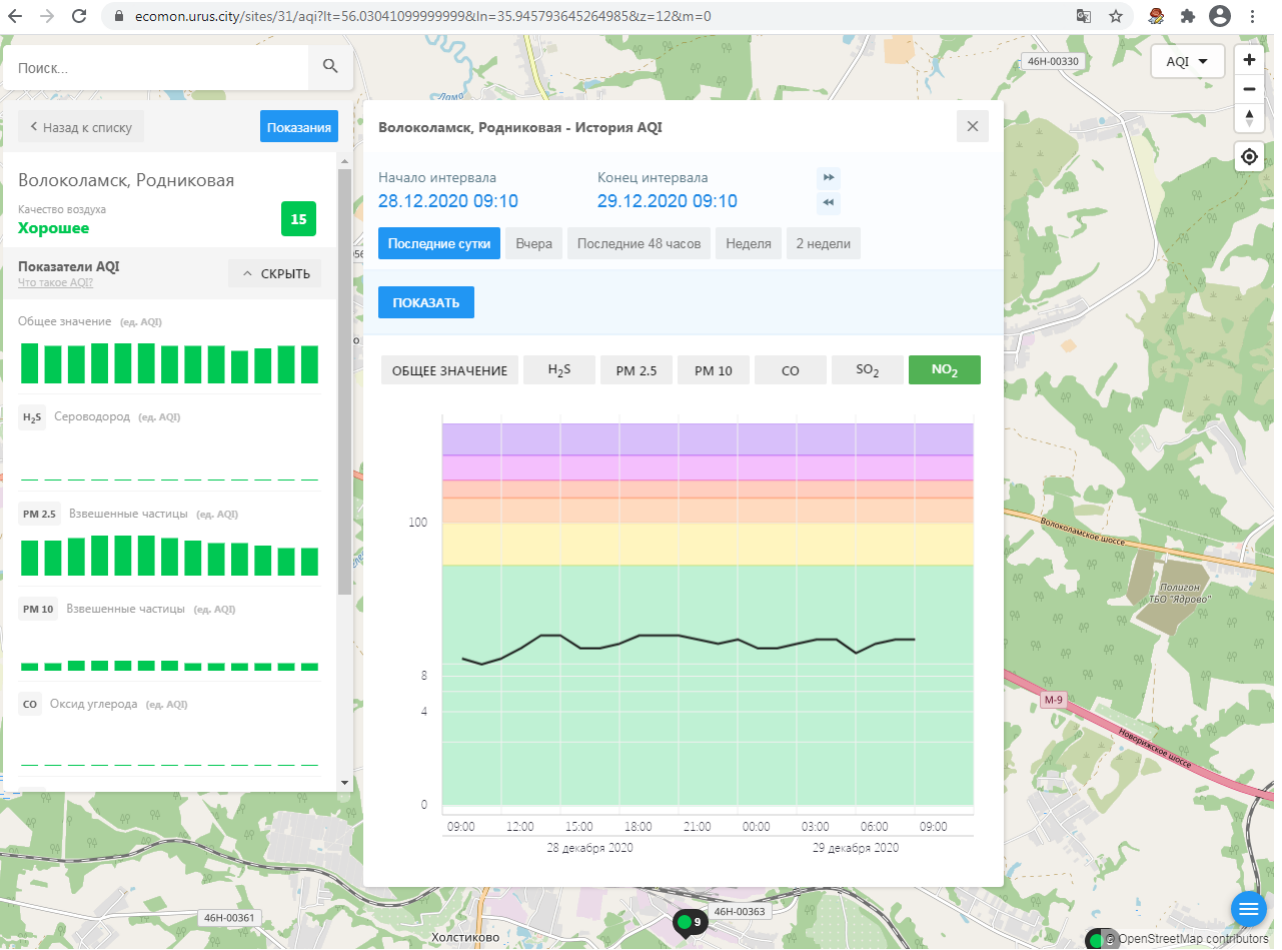 ecomon.urus.city/sites/31/aqi?lt=56.03041099999999&ln=35.945793645264985&z=12&m=0
Поиск...
46Н-00330
AQI
Назад к списку
Показания
Волоколамск, Родниковая
Качество воздуха
Хорошее
15
Показатели AQI
Что такое AQI?
СКРЫТЬ
Общее значение (ед. AQI)
H2S Сероводород (ед. AQI)
PM 2.5 Взвешенные частицы (ед. AQI)
PM 10 Взвешенные частицы (ед. AQI)
CO Оксид углерода (ед. AQI)
Волоколамск, Родниковая - История AQI
Начало интервала
28.12.2020 09:10
Конец интервала
29.12.2020 09:10
Последние сутки
Вчера
Последние 48 часов
Неделя
2 недели
ПОКАЗАТЬ
ОБЩЕЕ ЗНАЧЕНИЕ
H2S
PM 2.5
PM 10
CO
SO2
NO2
100
8
4
0
09:00 12:00 15:00 18:00 21:00 00:00 03:00 06:00 09:00
28 декабря 2020 29 декабря 2020
Волоколамское шоссе
Полигон
ТБО "Ядрово"
М-9
Новорижское шоссе
46Н-00361
9
46Н-00363
Холстиково
© OpenStreetMap contributors